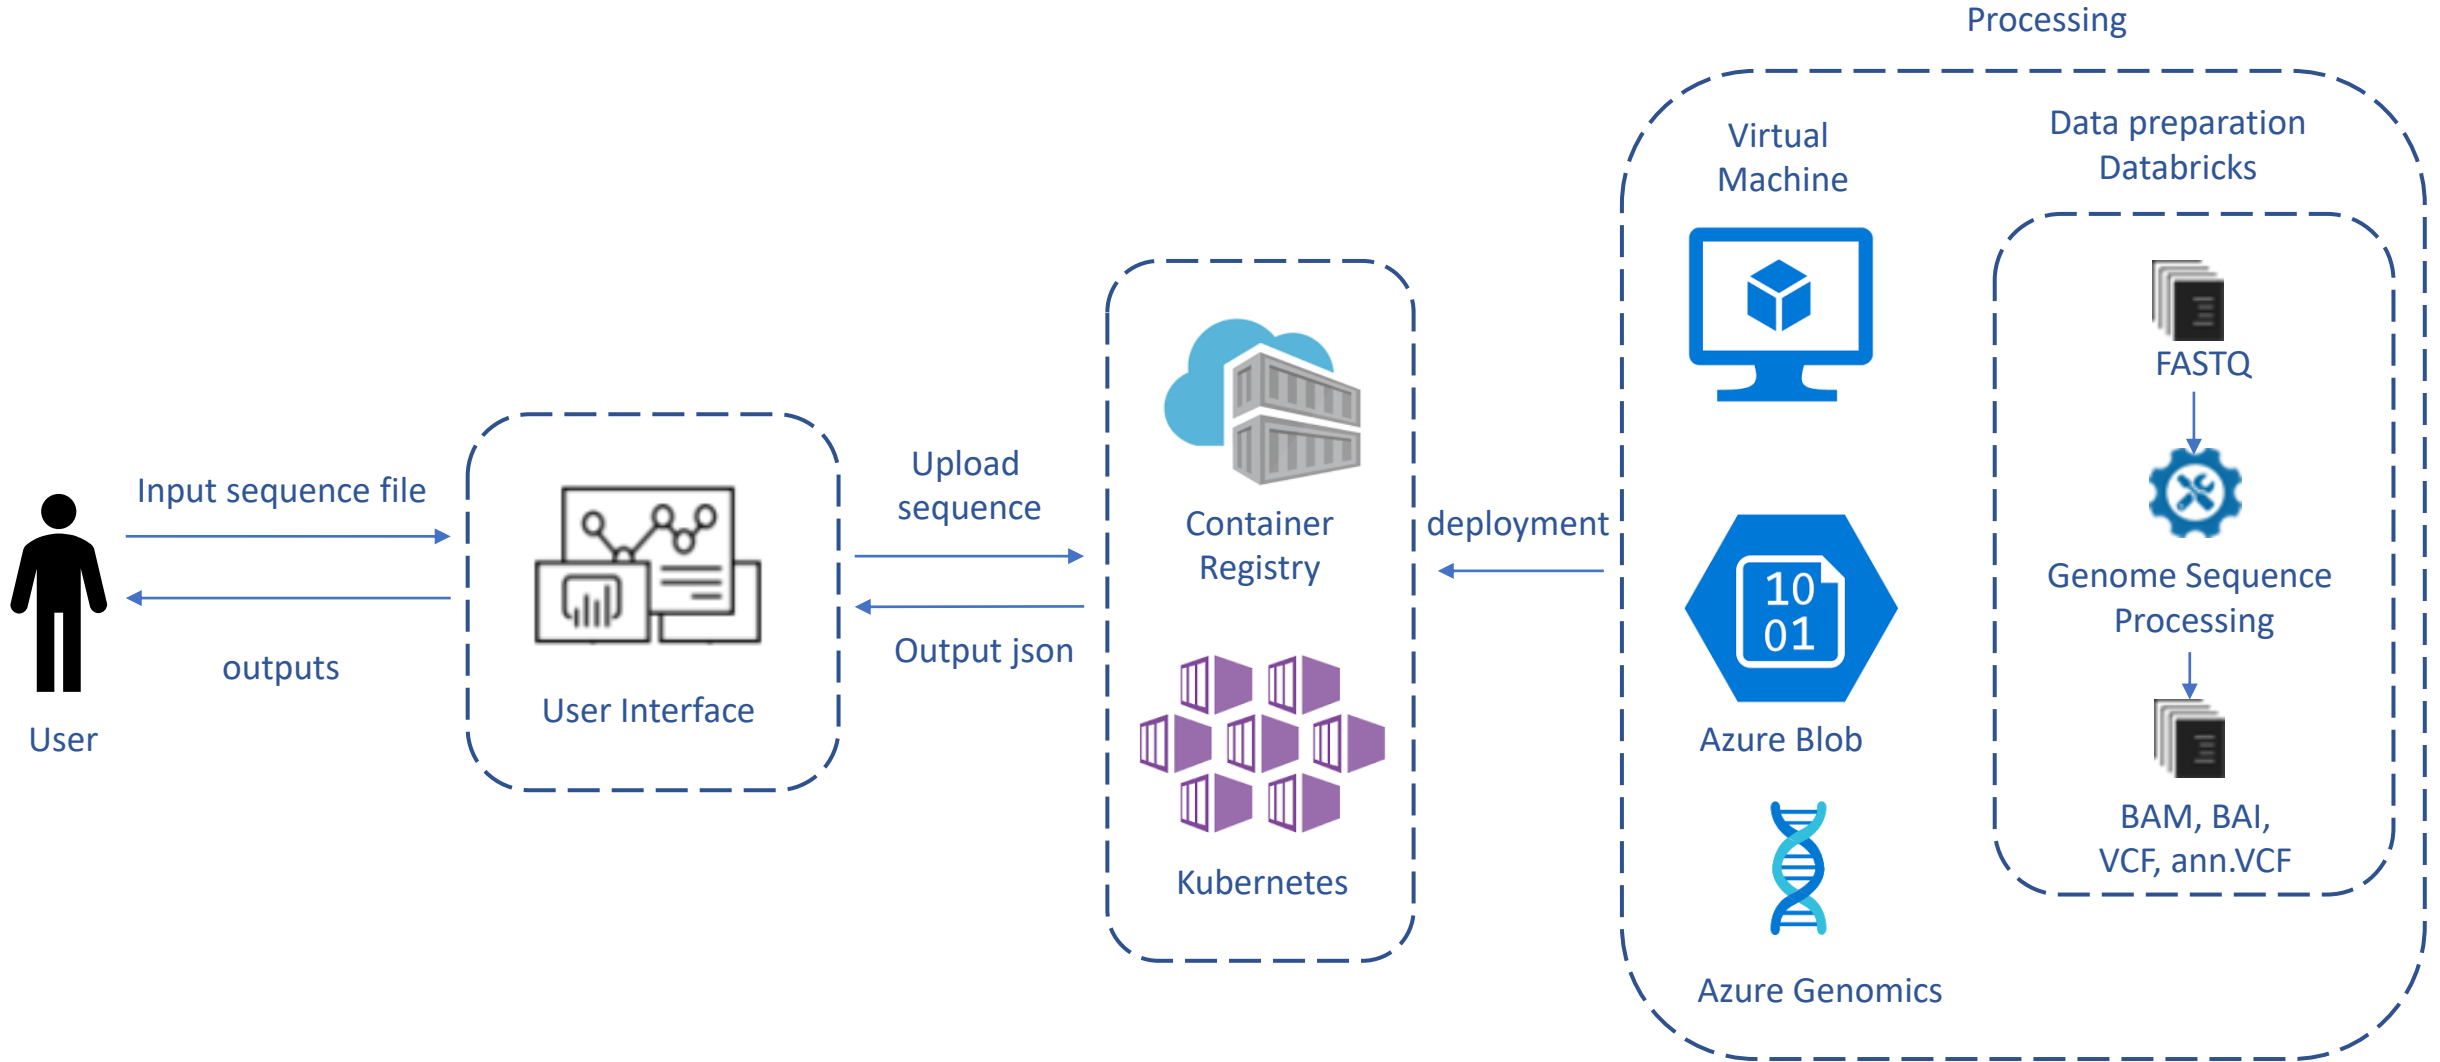 Processing
Input sequence file
outputs
User
User Interface
Upload
sequence
Output json
Container
Registry
Kubernetes
deployment
Virtual
Machine
10
01
Azure Blob
Azure Genomics
Data preparation
Databricks
FASTQ
Genome Sequence
Processing
BAM, BAI,
VCF, ann.VCF